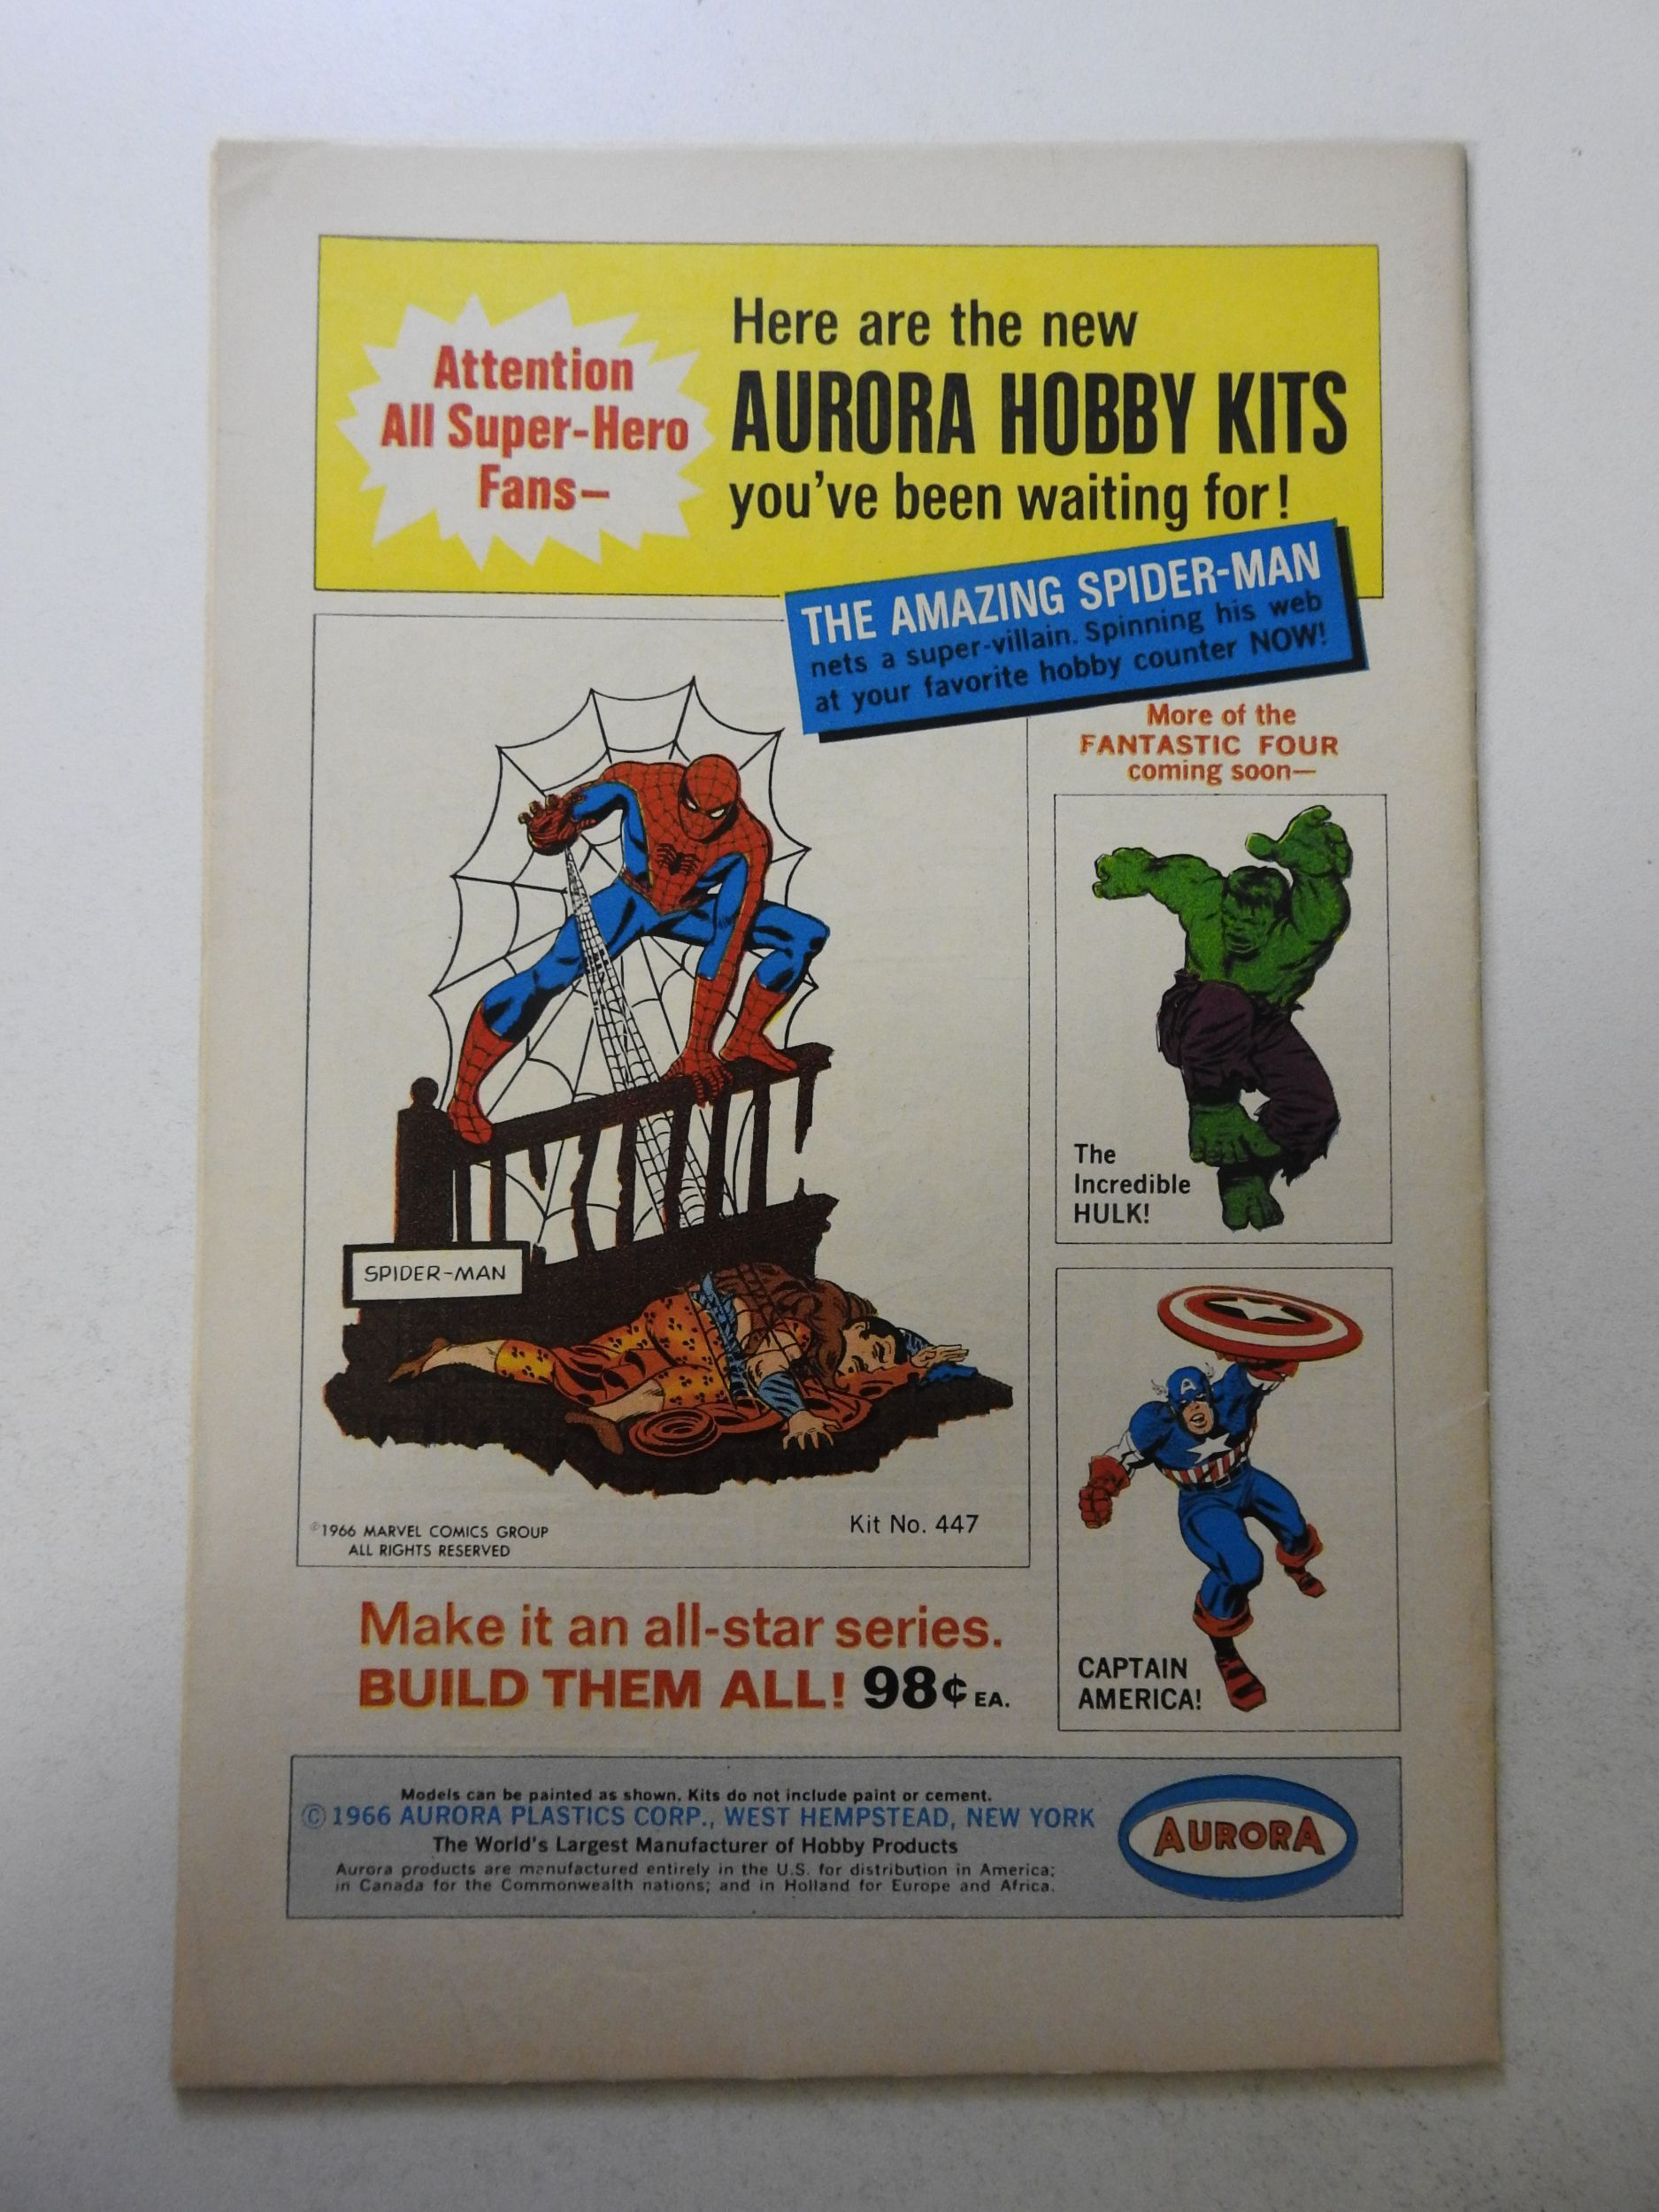 Attention
All Super-Hero
Fans—
Here are the new
AURORA HOBBY KITS
you've been waiting for!
THE AMAZING SPIDER-MAN
nets a super-villain. Spinning his web
at your favorite hobby counter NOW!
More of the
FANTASTIC FOUR
coming soon—
The
Incredible
HULK!
SPIDER-MAN
A
CAPTAIN
AMERICA!
©1966 MARVEL COMICS GROUP
ALL RIGHTS RESERVED
Kit No. 447
Make it an all-star series.
BUILD THEM ALL! 98¢ EA.
Models can be painted as shown. Kits do not include paint or cement.
© 1966 AURORA PLASTICS CORP., WEST HEMPSTEAD, NEW YORK
The World's Largest Manufacturer of Hobby Products
Aurora products are manufactured entirely in the U.S. for distribution in America;
in Canada for the Commonwealth nations; and in Holland for Europe and Africa.
AURORA